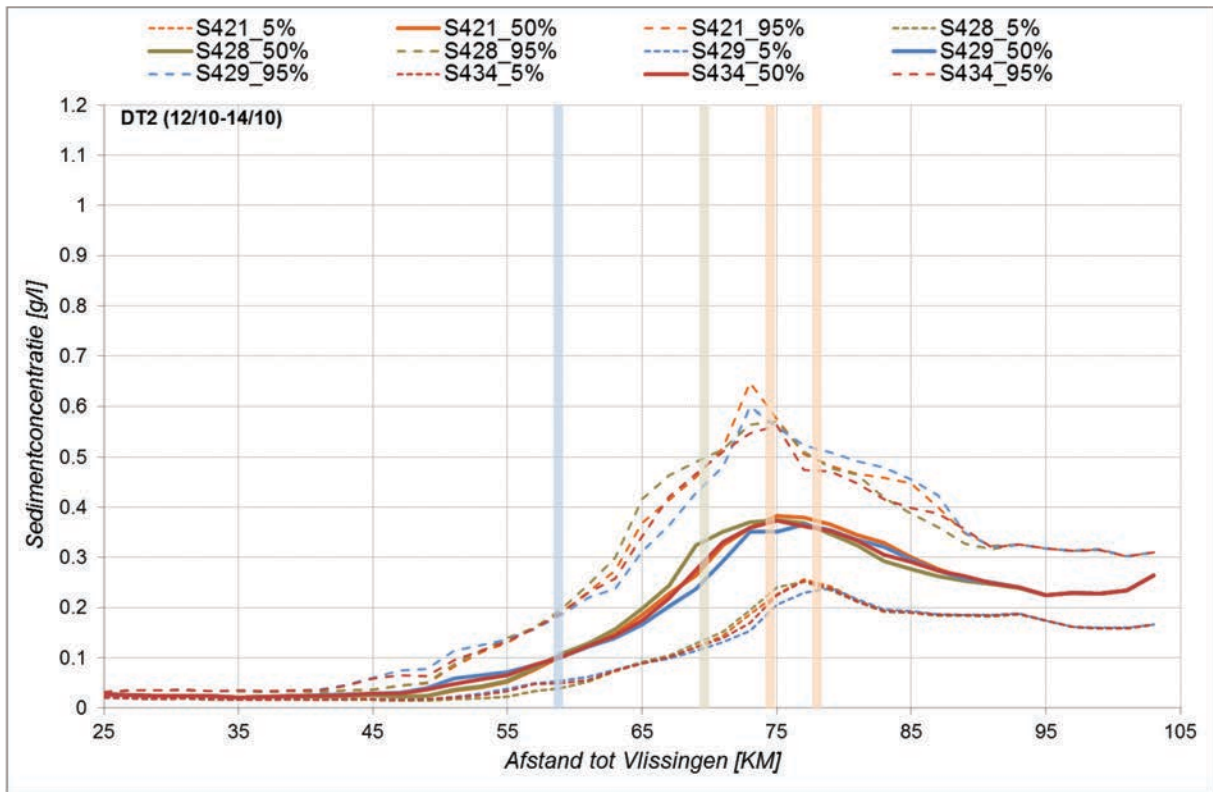 S421_5% S421_50% S421_95% S428_5%
S428_50% S428_95% S429_5% S429_50%
S429_95% S434_5% S434_50% S434_95%
DT2 (12/10-14/10)
1.2
1.1
1
0.9
0.8
0.7
0.6
0.5
0.4
0.3
0.2
0.1
0
Sedimentconcentratie [g/l]
25 35 45 55 65 75 85 95 105
Afstand tot Vlissingen [KM]